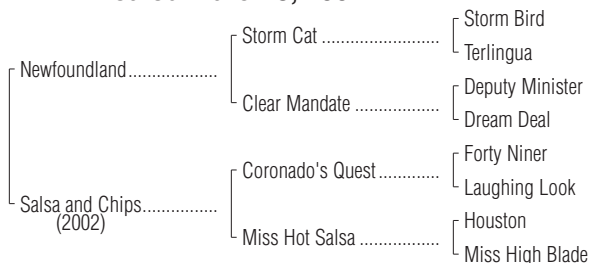 Storm Bird
Storm Cat ........................
Terlingua
Newfoundland..................
Deputy Minister
Clear Mandate .................
Dream Deal
Forty Niner
Coronado's Quest.............
Laughing Look
Salsa and Chips...............
(2002)
Houston
Miss Hot Salsa ................
Miss High Blade